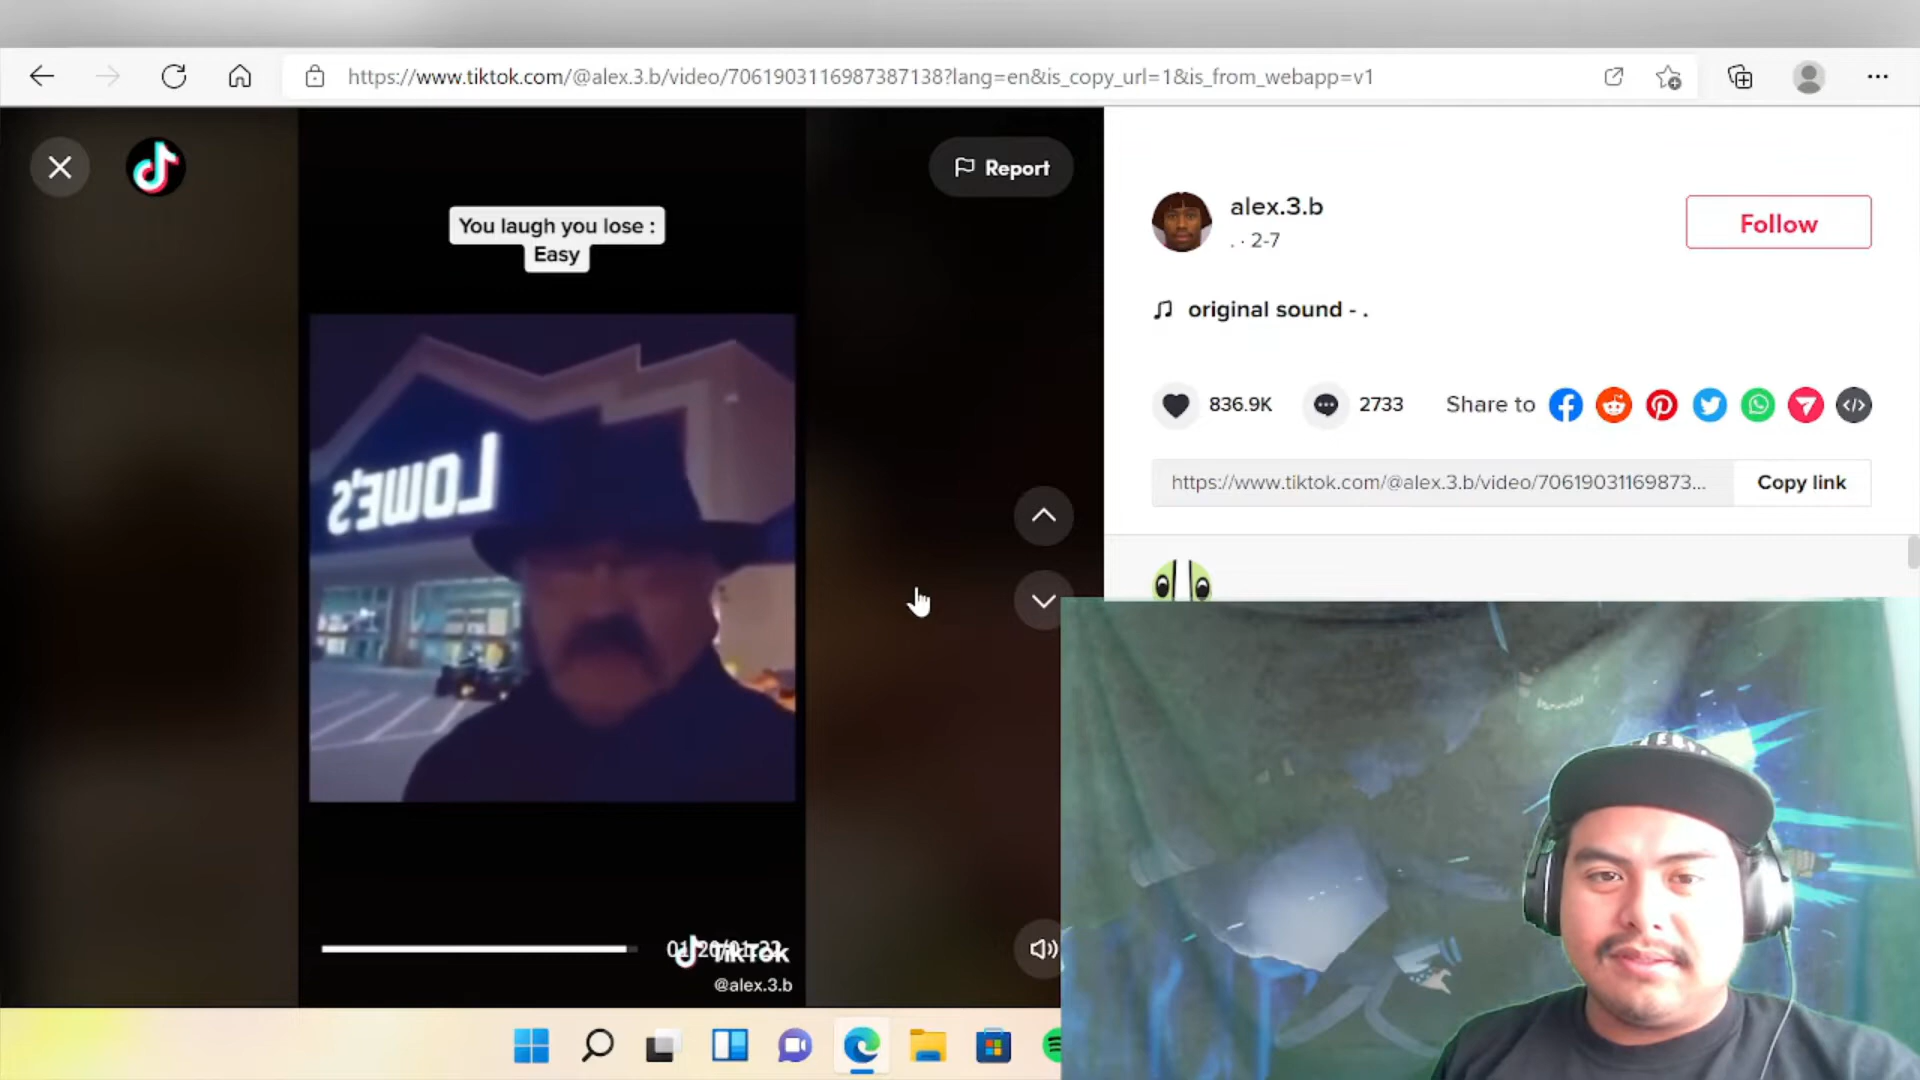 https://www.tiktok.com/@alex.3.b/video/7061903116987387138?lang=en&is_copy_url=1&is_from_webapp=v1
Report
You laugh you lose :
Easy
LOWE'S
TikTok
@alex.3.b
alex.3.b
. · 2-7
Follow
original sound - .
836.9K
2733
Share to
https://www.tiktok.com/@alex.3.b/video/70619031169873...
Copy link